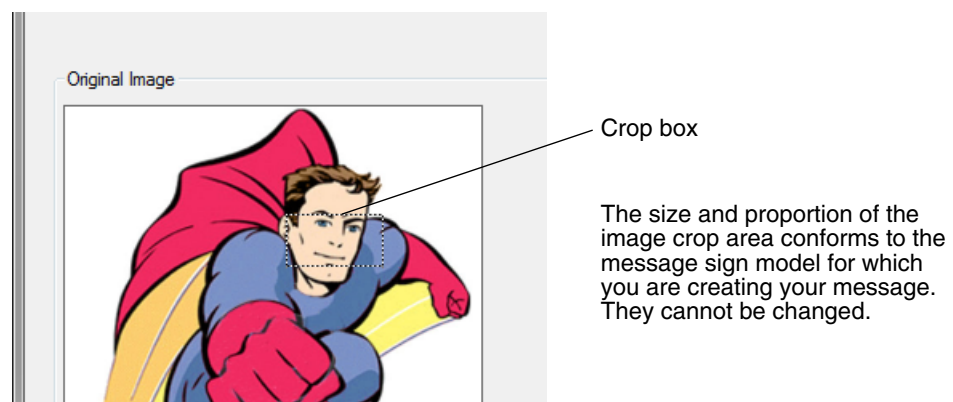 Original Image
Crop box
The size and proportion of the
image crop area conforms to the
message sign model for which
you are creating your message.
They cannot be changed.